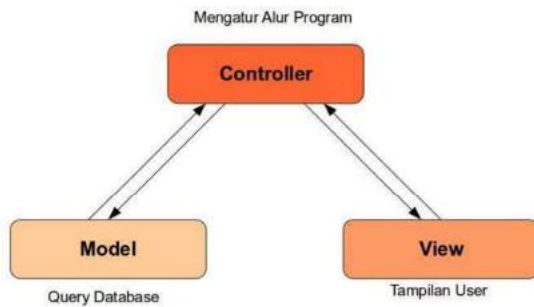 Mengatur Alur Program
Controller
Model
View
Query Database
Tampilan User